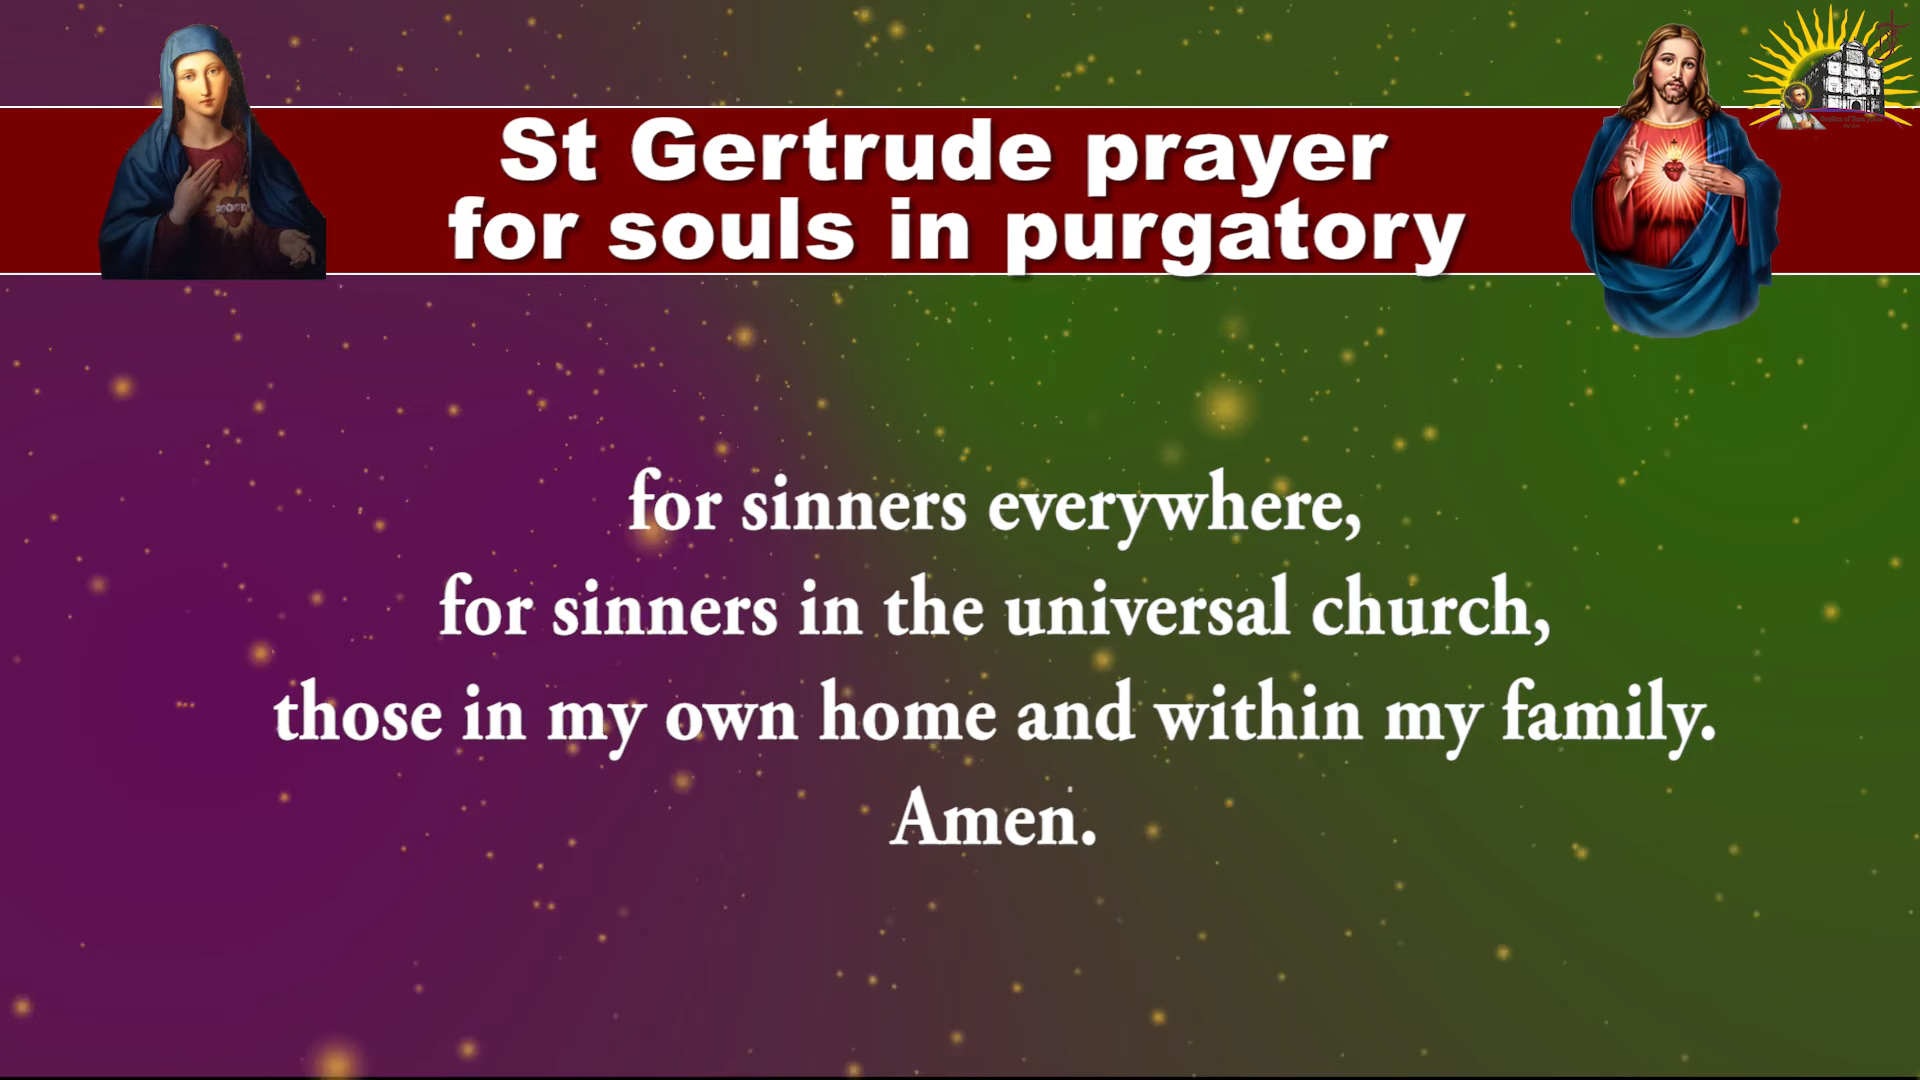 St Gertrude prayer
for souls in purgatory
for sinners everywhere,
for sinners in the universal church,
those in my own home and within my family.
Amen.